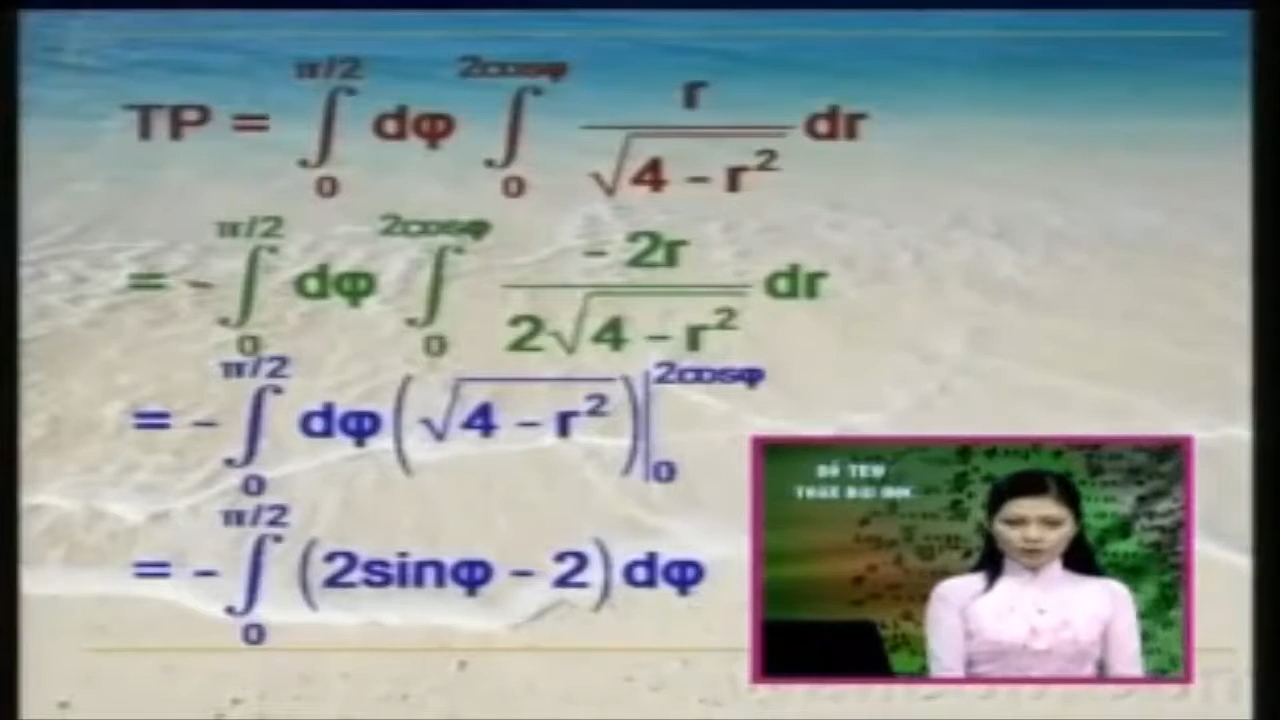 TP = ∫₀^{π/2} dφ ∫₀^{2cosφ} r/√(4 - r²) dr
= - ∫₀^{π/2} dφ ∫₀^{2cosφ} - 2r/(2√(4 - r²)) dr
= - ∫₀^{π/2} dφ (√(4 - r²)) |₀^{2cosφ}
= - ∫₀^{π/2} (2sinφ - 2) dφ